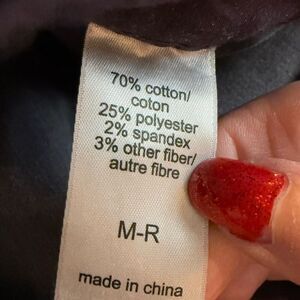 70% cotton/
coton
25% polyester
2% spandex
3% other fiber/
autre fibre
M-R
made in china